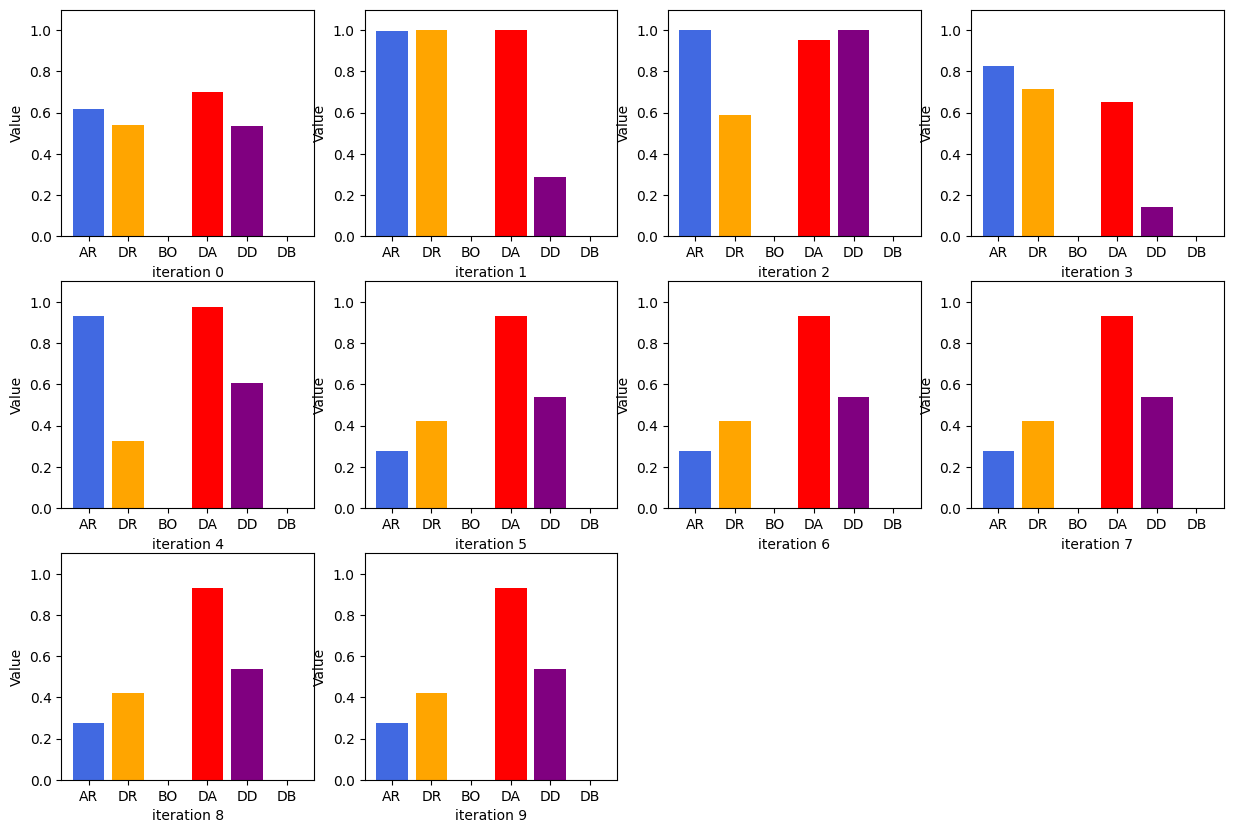 1.0
0.8
0.6
0.4
0.2
0.0
Value
AR DR BO DA DD DB
iteration 0
1.0
0.8
0.6
0.4
0.2
0.0
Value
AR DR BO DA DD DB
iteration 1
1.0
0.8
0.6
0.4
0.2
0.0
Value
AR DR BO DA DD DB
iteration 2
1.0
0.8
0.6
0.4
0.2
0.0
Value
AR DR BO DA DD DB
iteration 3
1.0
0.8
0.6
0.4
0.2
0.0
Value
AR DR BO DA DD DB
iteration 4
1.0
0.8
0.6
0.4
0.2
0.0
Value
AR DR BO DA DD DB
iteration 5
1.0
0.8
0.6
0.4
0.2
0.0
Value
AR DR BO DA DD DB
iteration 6
1.0
0.8
0.6
0.4
0.2
0.0
Value
AR DR BO DA DD DB
iteration 7
1.0
0.8
0.6
0.4
0.2
0.0
Value
AR DR BO DA DD DB
iteration 8
1.0
0.8
0.6
0.4
0.2
0.0
Value
AR DR BO DA DD DB
iteration 9